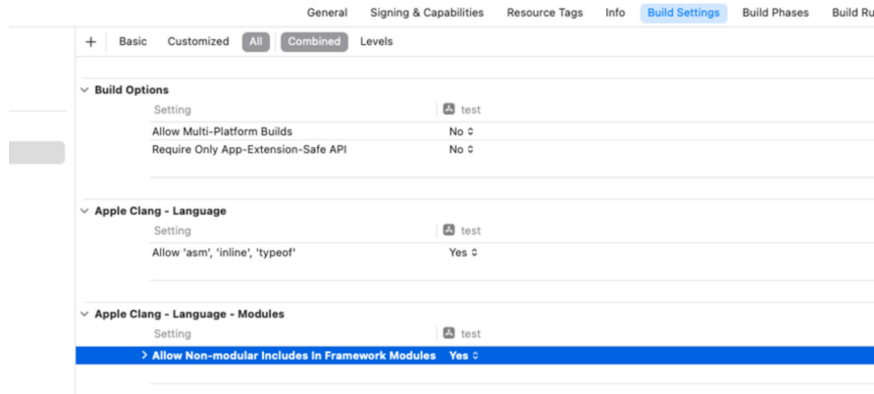 General Signing & Capabilities Resource Tags Info Build Settings Build Phases Build Ru
+ Basic Customized All Combined Levels
Build Options
Setting test
Allow Multi-Platform Builds No
Require Only App-Extension-Safe API No
Apple Clang - Language
Setting test
Allow 'asm', 'inline', 'typeof' Yes
Apple Clang - Language - Modules
Setting test
Allow Non-modular Includes In Framework Modules Yes